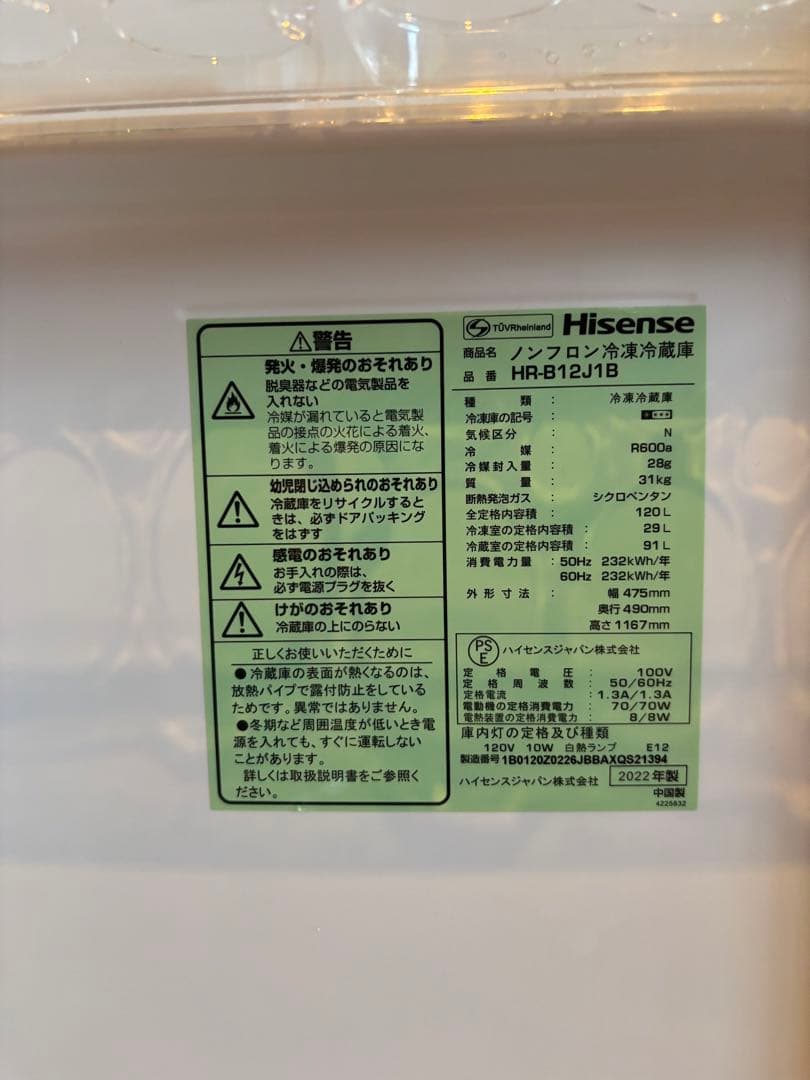 ⚠警告
発火・爆発のおそれあり
脱臭器などの電気製品を
入れない
冷媒が漏れていると電気製
品の接点の火花による着火、
着火による爆発の原因にな
ります。
幼児閉じ込められのおそれあり
冷蔵庫をリサイクルすると
きは、必ずドアパッキング
をはずす
感電のおそれあり
お手入れの際は、
必ず電源プラグを抜く
けがのおそれあり
冷蔵庫の上にのらない
正しくお使いいただくために
●冷蔵庫の表面が熱くなるのは、
放熱パイプで露付防止をしている
ためです。異常ではありません。
●冬期など周囲温度が低いとき電
源を入れても、すぐに運転しない
ことがあります。
詳しくは取扱説明書をご参照く
ださい。
TÜVRheinland Hisense
商品名 ノンフロン冷凍冷蔵庫
品番 HR-B12J1B
種類 : 冷凍冷蔵庫
冷凍庫の記号 :
気候区分 : N
冷媒 : R600a
冷媒封入量 : 28g
質量 : 31kg
断熱発泡ガス : シクロペンタン
全定格内容積 : 120L
冷凍室の定格内容積 : 29L
冷蔵室の定格内容積 : 91L
消費電力量 : 50Hz 232kWh/年
60Hz 232kWh/年
外形寸法 : 幅 475mm
奥行 490mm
高さ 1167mm
PSE ハイセンスジャパン株式会社
定格電圧 : 100V
定格周波数 : 50/60Hz
定格電流 : 1.3A/1.3A
電動機の定格消費電力 : 70/70W
電熱装置の定格消費電力 : 8/8W
庫内灯の定格及び種類
120V 10W 白熱ランプ E12
製造番号 1B0120Z0226JBBAXQS21394
ハイセンスジャパン株式会社 2022年製
中国製
4225832